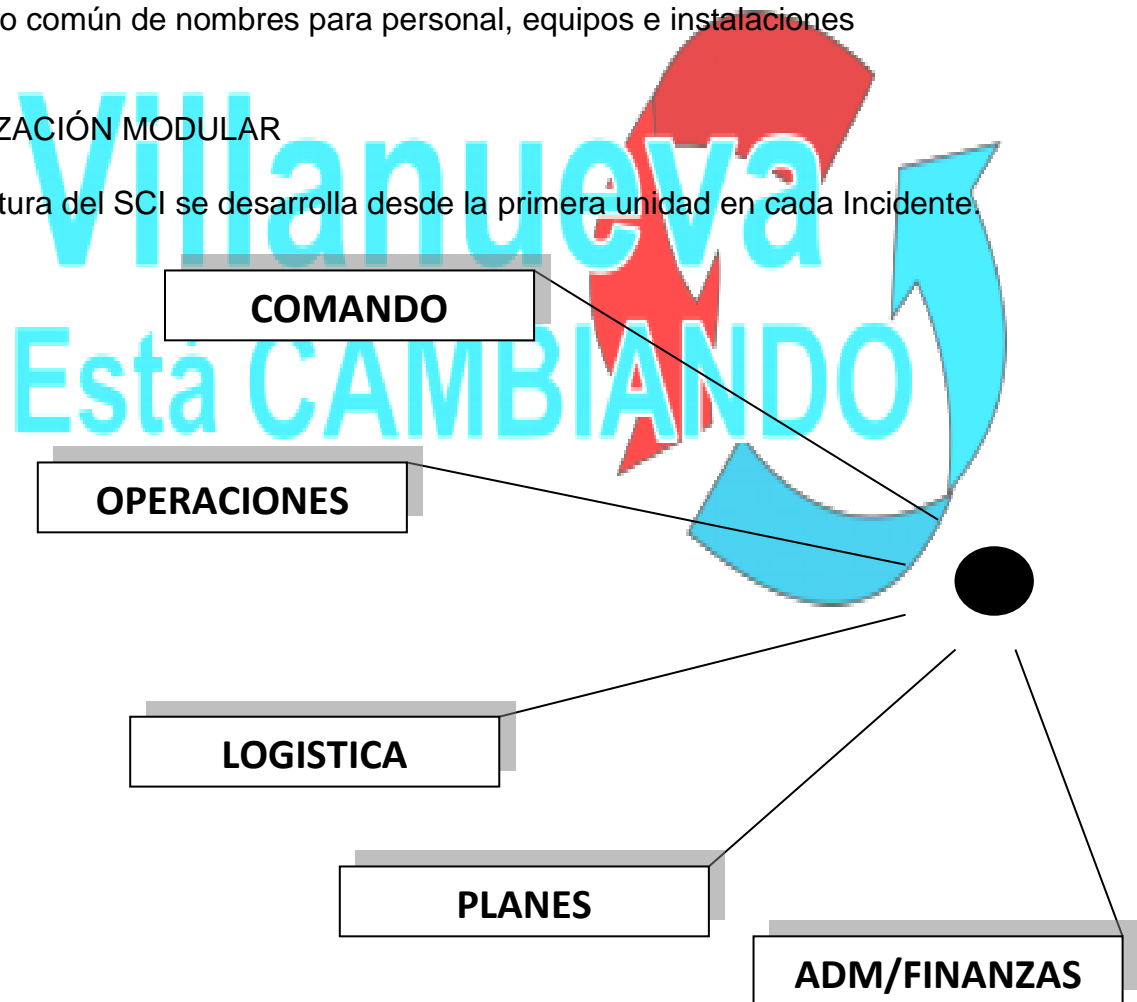 o común de nombres para personal, equipos e instalaciones
ZACIÓN MODULAR
tura del SCI se desarrolla desde la primera unidad en cada Incidente.
Villanueva
COMANDO
Está CAMBIANDO
OPERACIONES
LOGISTICA
PLANES
ADM/FINANZAS